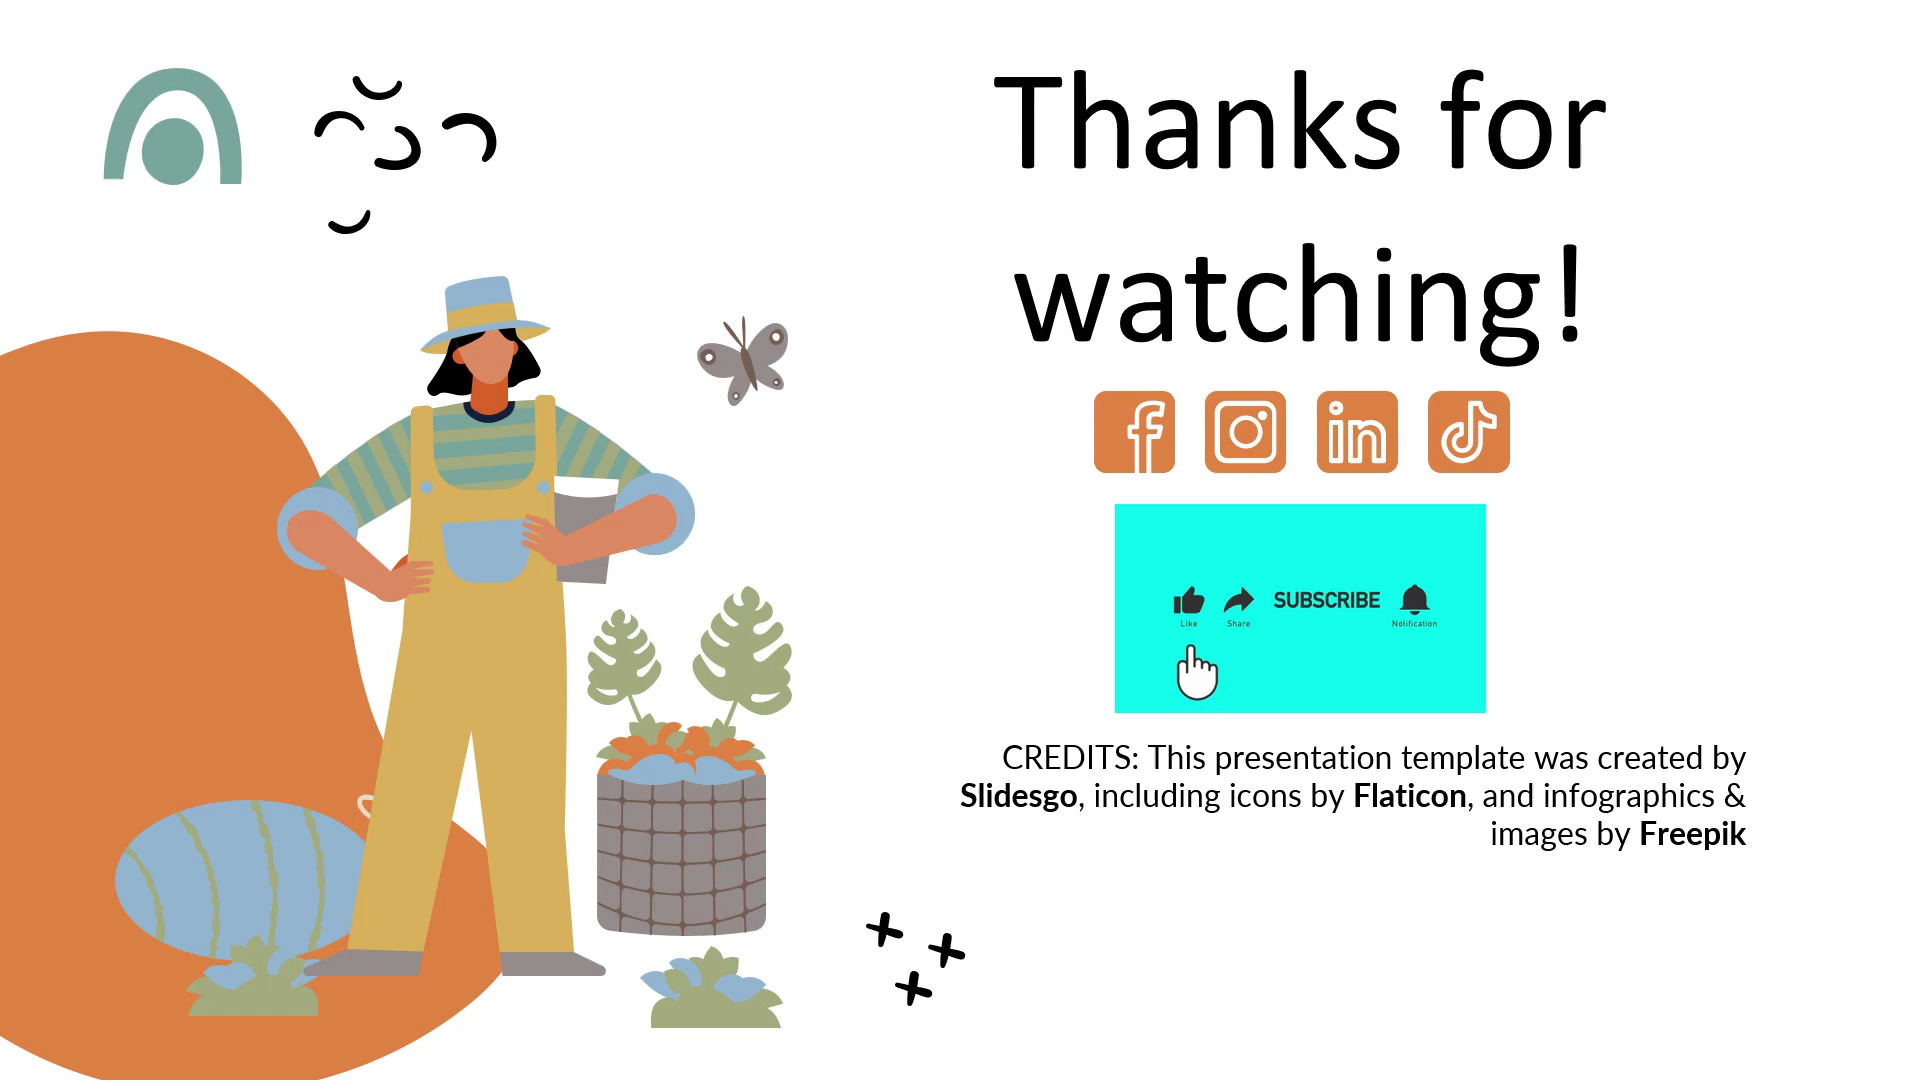 Thanks for
watching!
Like Share SUBSCRIBE Notification
CREDITS: This presentation template was created by
Slidesgo, including icons by Flaticon, and infographics &
images by Freepik